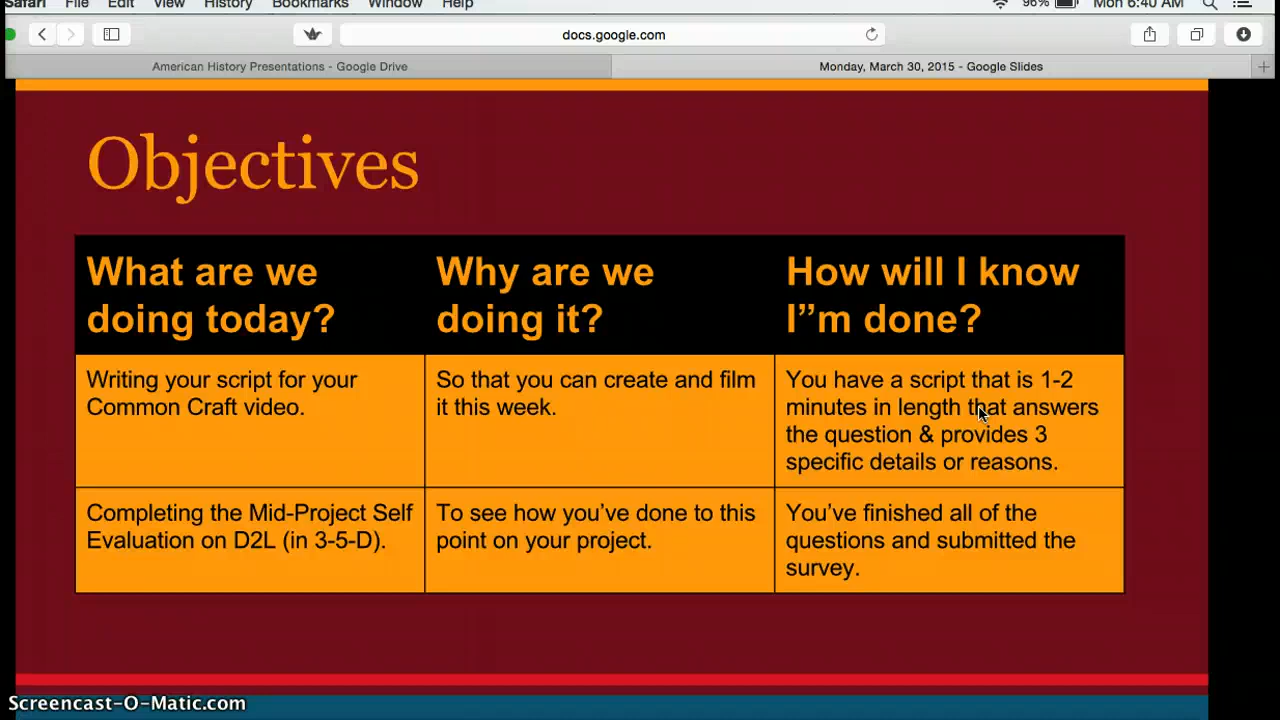 Safari File Edit View History Bookmarks Window Help 96% Mon 6:40 AM
docs.google.com
American History Presentations - Google Drive Monday, March 30, 2015 - Google Slides
Objectives
What are we
doing today?
Why are we
doing it?
How will I know
I”m done?
Writing your script for your
Common Craft video.
So that you can create and film
it this week.
You have a script that is 1-2
minutes in length that answers
the question & provides 3
specific details or reasons.
Completing the Mid-Project Self
Evaluation on D2L (in 3-5-D).
To see how you’ve done to this
point on your project.
You’ve finished all of the
questions and submitted the
survey.
Screencast-O-Matic.com